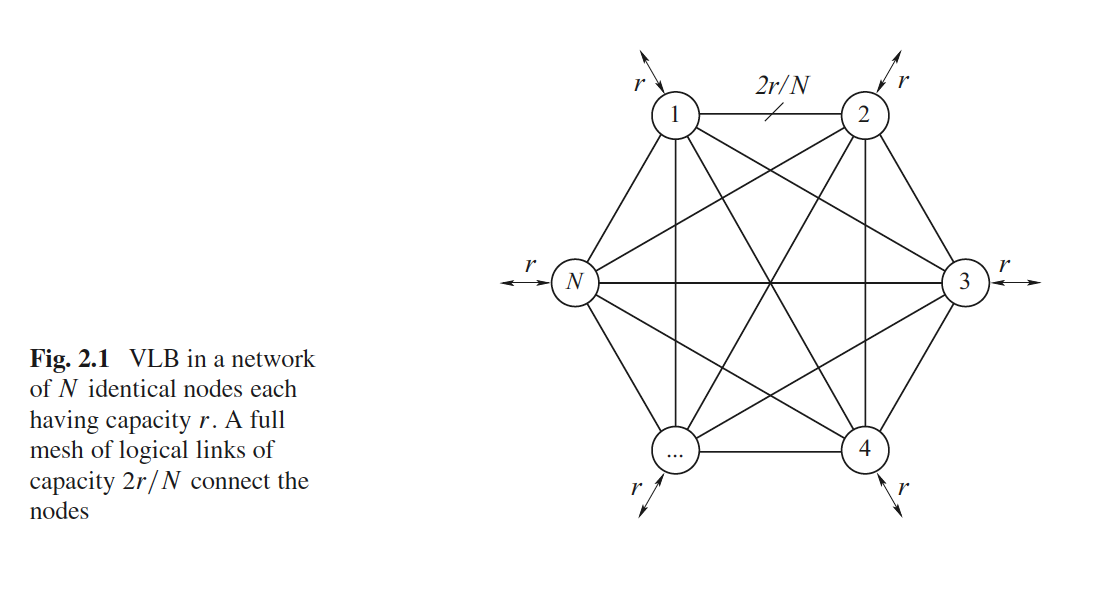 r
2r/N
r
1
2
r
N
3
r
...
4
r
r
Fig. 2.1 VLB in a network
of N identical nodes each
having capacity r. A full
mesh of logical links of
capacity 2r/N connect the
nodes